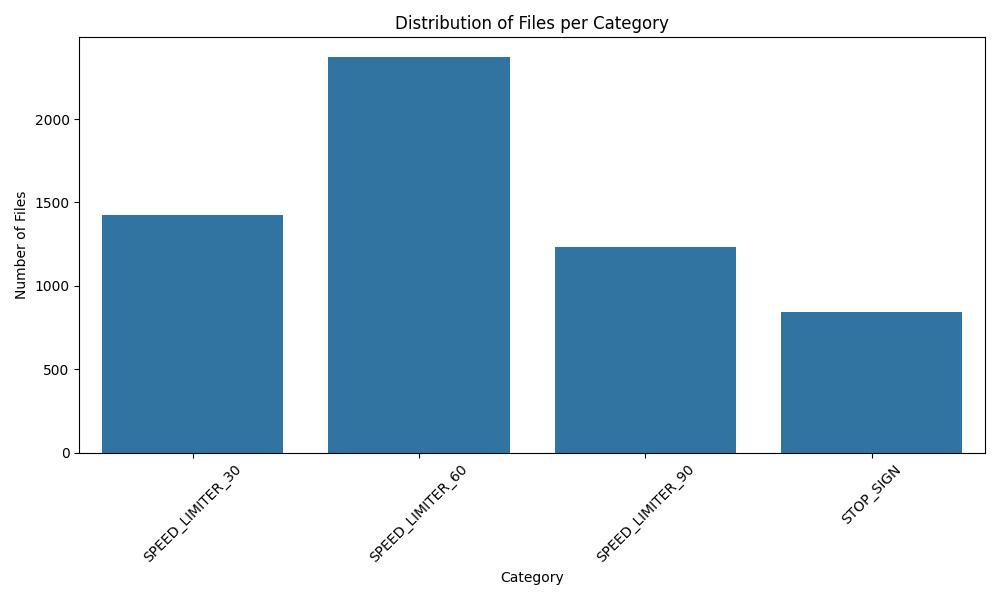 Distribution of Files per Category
Number of Files
2000
1500
1000
500
0
SPEED_LIMITER_30
SPEED_LIMITER_60
SPEED_LIMITER_90
STOP_SIGN
Category